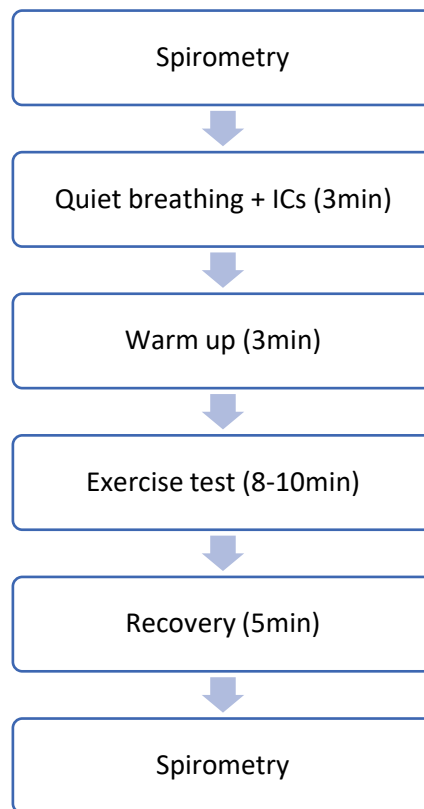 Spirometry
Quiet breathing + ICs (3min)
Warm up (3min)
Exercise test (8-10min)
Recovery (5min)
Spirometry